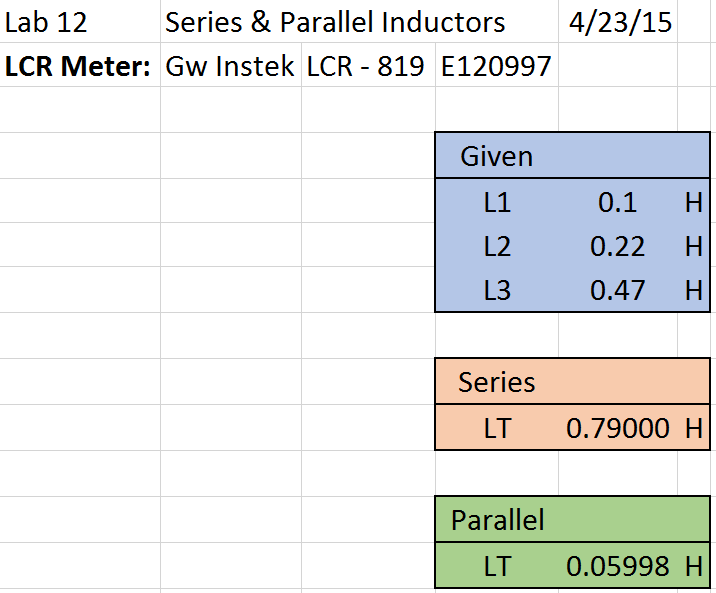 Lab 12 Series & Parallel Inductors 4/23/15
LCR Meter: Gw Instek LCR - 819 E120997
Given
L1 0.1 H
L2 0.22 H
L3 0.47 H
Series
LT 0.79000 H
Parallel
LT 0.05998 H